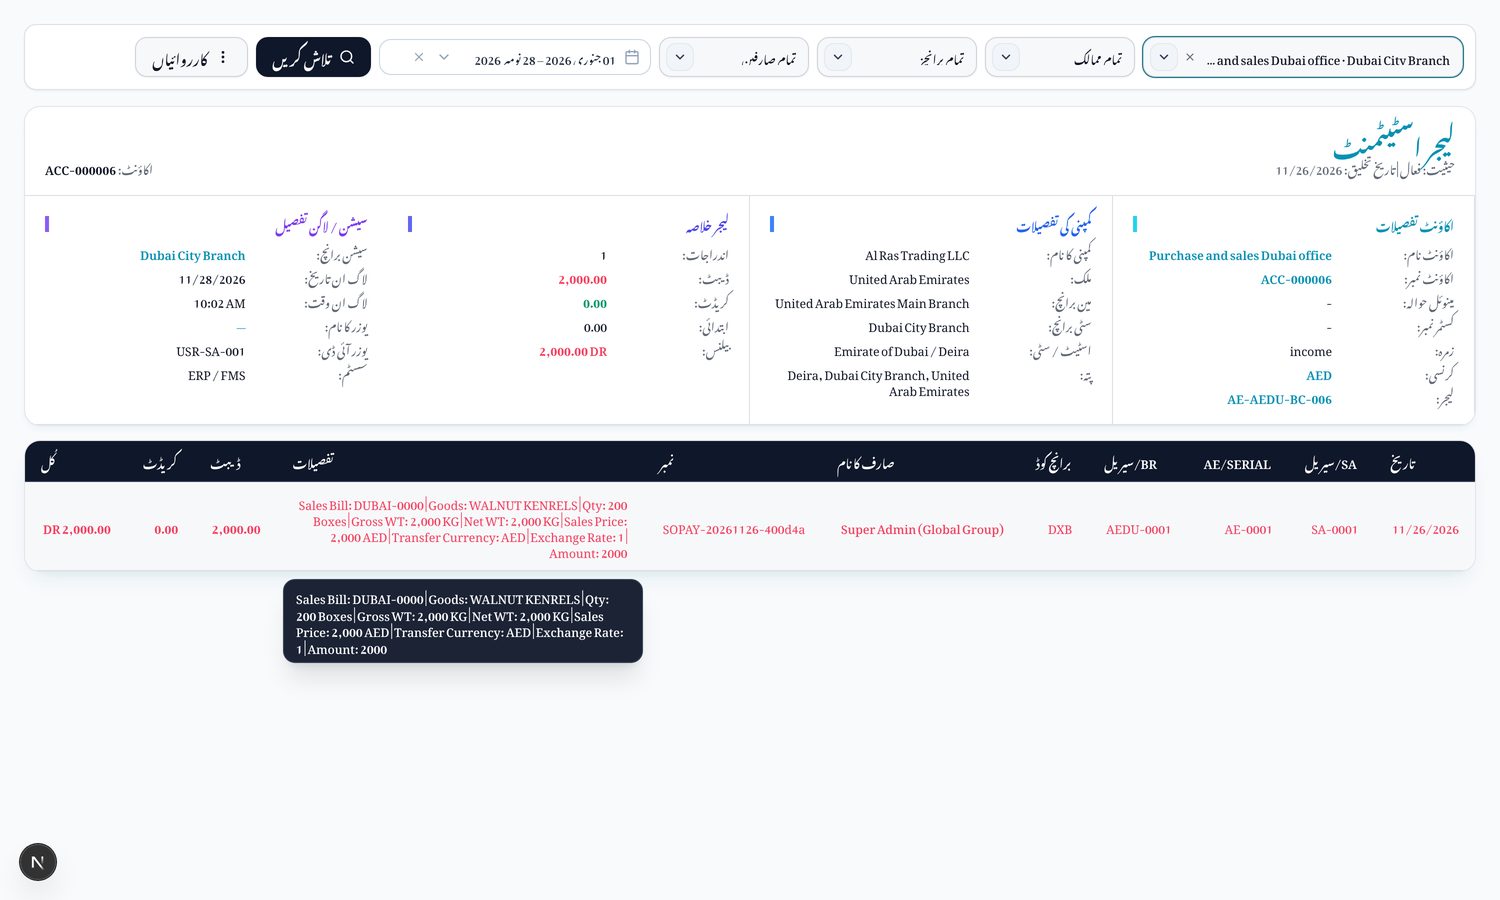 ... and sales Dubai office · Dubai City Branch
تمام ممالک
تمام برانچز
تمام صارفین
01 جنوری، 2026 – 28 نومبر، 2026
تلاش کریں
کارروائیاں
لیجر اسٹیٹمنٹ
حیثیت: فعال | تاریخ تخلیق: 11/26/2026
اکاؤنٹ: ACC-000006
اکاؤنٹ تفصیلات
اکاؤنٹ نام: Purchase and sales Dubai office
اکاؤنٹ نمبر: ACC-000006
مینوئل حوالہ: -
کسٹمر نمبر: -
زمرہ: income
کرنسی: AED
لیجر: AE-AEDU-BC-006
کمپنی کی تفصیلات
کمپنی کا نام: Al Ras Trading LLC
ملک: United Arab Emirates
مین برانچ: United Arab Emirates Main Branch
سٹی برانچ: Dubai City Branch
اسٹیٹ / سٹی: Emirate of Dubai / Deira
پتہ: Deira, Dubai City Branch, United
Arab Emirates
لیجر خلاصہ
اندراجات: 1
ڈیبٹ: 2,000.00
کریڈٹ: 0.00
ابتدائی: 0.00
بیلنس: 2,000.00 DR
سیشن / لاگن تفصیل
سیشن برانچ: Dubai City Branch
لاگ ان تاریخ: 11/28/2026
لاگ ان وقت: 10:02 AM
یوزر کا نام: —
یوزر آئی ڈی: USR-SA-001
سسٹم: ERP / FMS
تاریخ SA/سیریل AE/SERIAL BR/سیریل برانچ کوڈ صارف کا نام نمبر تفصیلات ڈیبٹ کریڈٹ کُل
11/26/2026 SA-0001 AE-0001 AEDU-0001 DXB Super Admin (Global Group) SOPAY-20261126-400d4a
Sales Bill: DUBAI-0000 | Goods: WALNUT KENRELS | Qty: 200
Boxes | Gross WT: 2,000 KG | Net WT: 2,000 KG | Sales Price:
2,000 AED | Transfer Currency: AED | Exchange Rate: 1 |
Amount: 2000
2,000.00 0.00 DR 2,000.00
Sales Bill: DUBAI-0000 | Goods: WALNUT KENRELS | Qty:
200 Boxes | Gross WT: 2,000 KG | Net WT: 2,000 KG | Sales
Price: 2,000 AED | Transfer Currency: AED | Exchange Rate:
1 | Amount: 2000
N